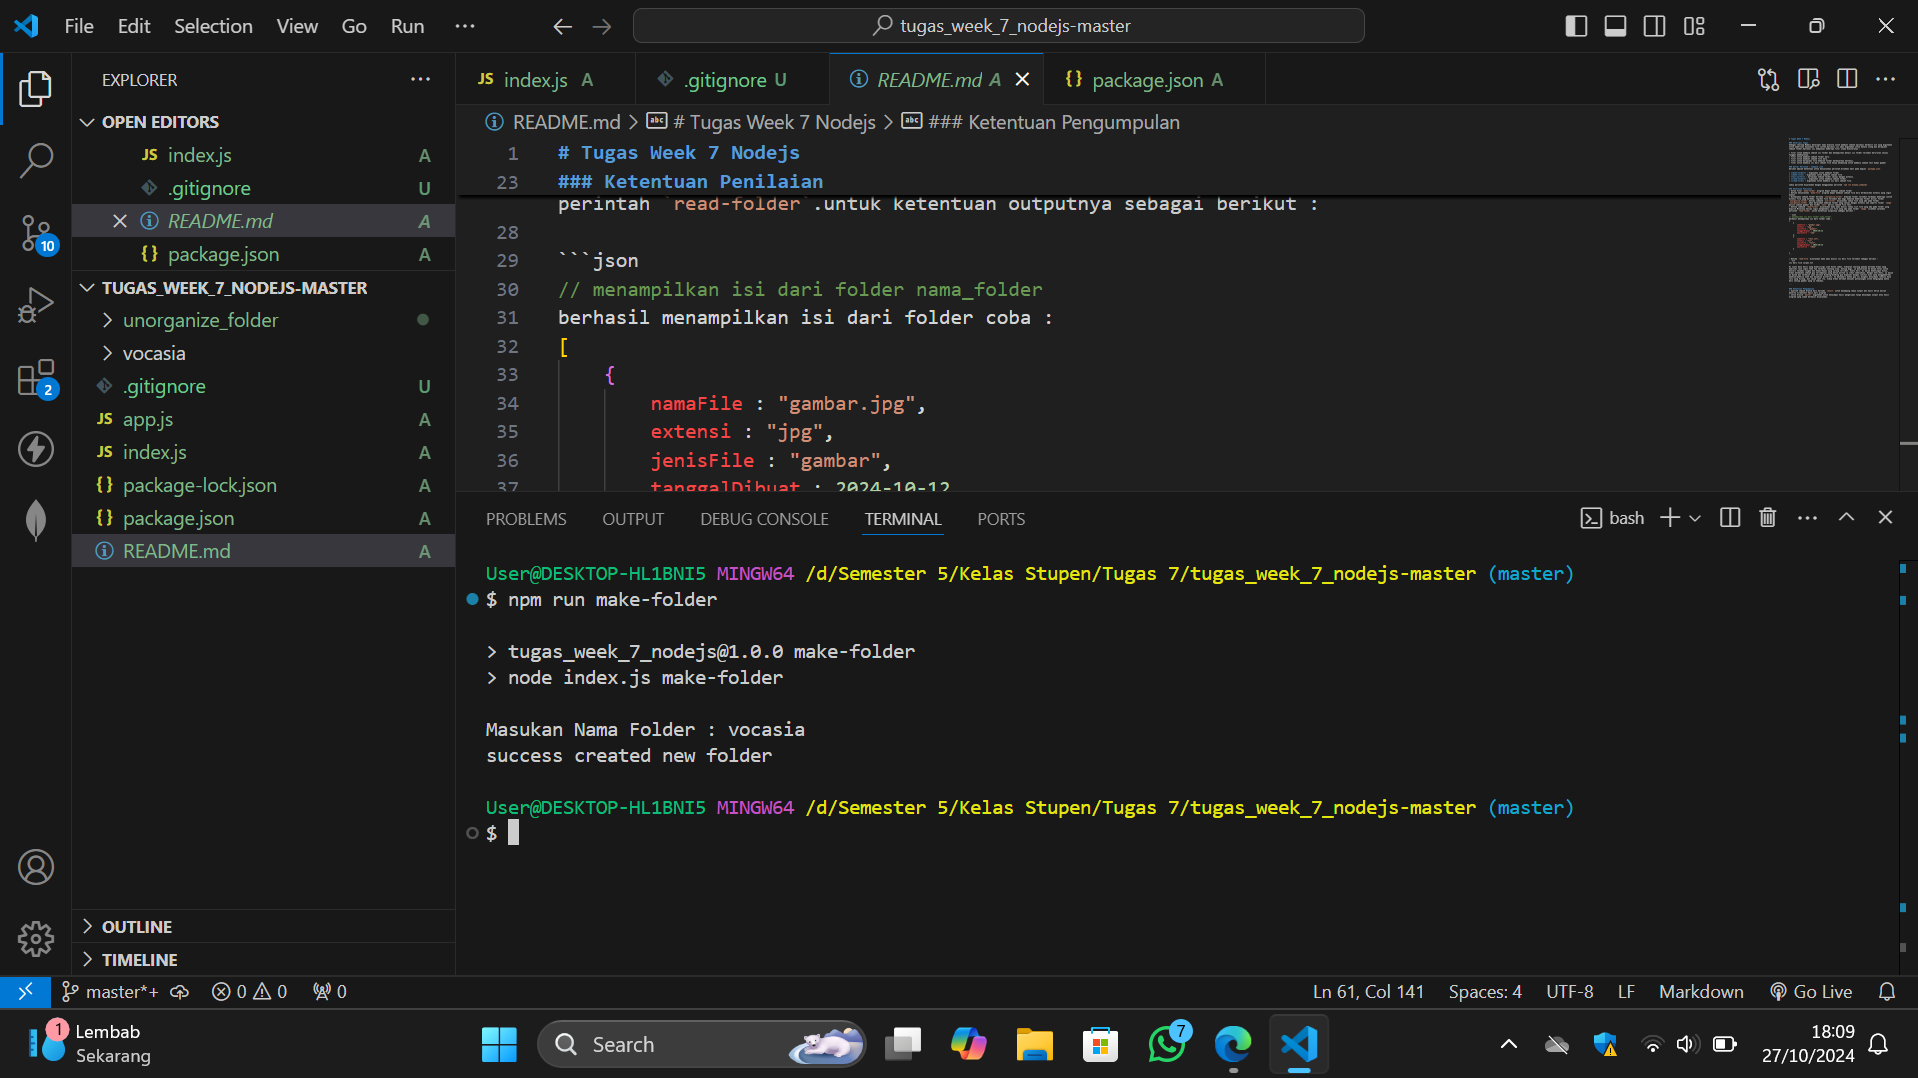 File Edit Selection View Go Run
tugas_week_7_nodejs-master
EXPLORER
OPEN EDITORS
JS index.js A
.gitignore U
README.md A
{} package.json A
TUGAS_WEEK_7_NODEJS-MASTER
unorganize_folder
vocasia
.gitignore U
JS app.js A
JS index.js A
{} package-lock.json A
{} package.json A
README.md A
OUTLINE
TIMELINE
10
2
JS index.js A
.gitignore U
README.md A
{} package.json A
README.md > # Tugas Week 7 Nodejs > ### Ketentuan Pengumpulan
1 # Tugas Week 7 Nodejs
23 ### Ketentuan Penilaian
perintah `read-folder`.untuk ketentuan outputnya sebagai berikut :
28
29 ```json
30 // menampilkan isi dari folder nama_folder
31 berhasil menampilkan isi dari folder coba :
32 [
33 {
34 namaFile : "gambar.jpg",
35 extensi : "jpg",
36 jenisFile : "gambar",
37 tanggalDibuat : 2024-10-12
PROBLEMS OUTPUT DEBUG CONSOLE TERMINAL PORTS
bash
User@DESKTOP-HL1BNI5 MINGW64 /d/Semester 5/Kelas Stupen/Tugas 7/tugas_week_7_nodejs-master (master)
$ npm run make-folder
> tugas_week_7_nodejs@1.0.0 make-folder
> node index.js make-folder
Masukan Nama Folder : vocasia
success created new folder
User@DESKTOP-HL1BNI5 MINGW64 /d/Semester 5/Kelas Stupen/Tugas 7/tugas_week_7_nodejs-master (master)
$
master*+ 0 0 0
Ln 61, Col 141 Spaces: 4 UTF-8 LF Markdown Go Live
1
Lembab
Sekarang
Search
7
18:09
27/10/2024